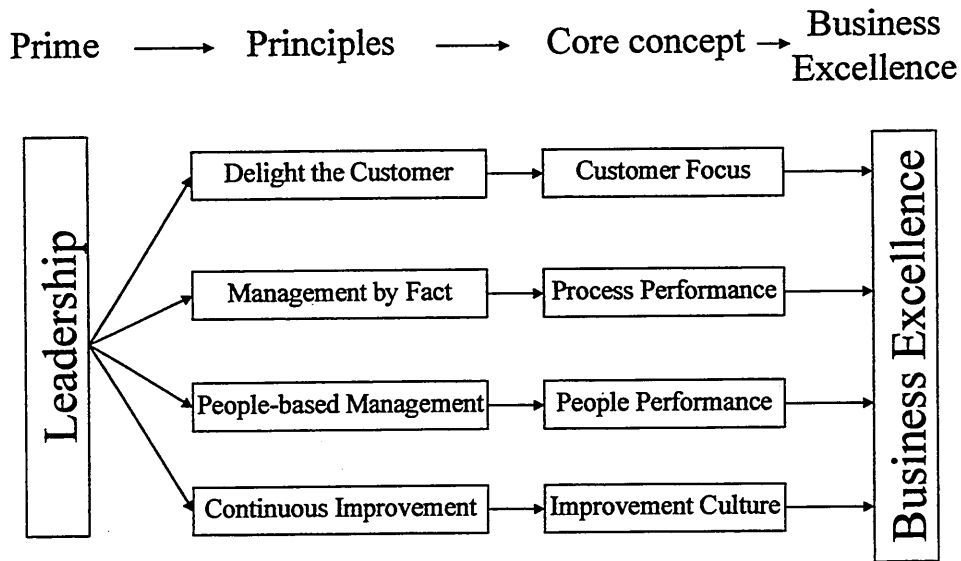 Prime
Principles
Core concept
Business
Excellence
Leadership
Delight the Customer
Customer Focus
Management by Fact
Process Performance
People-based Management
People Performance
Continuous Improvement
Improvement Culture
Business Excellence